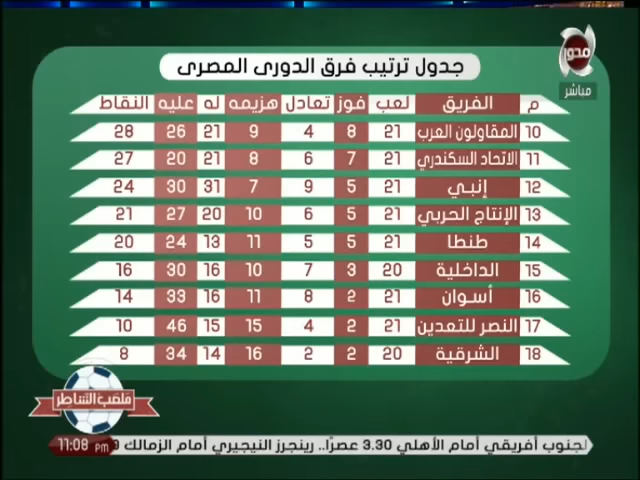 محور
مباشر
جدول ترتيب فرق الدورى المصرى
م الفريق لعب فوز تعادل هزيمه له عليه النقاط
10 المقاولون العرب 21 8 4 9 21 26 28
11 الاتحاد السكندري 21 7 6 8 21 20 27
12 إنبي 21 5 9 7 31 30 24
13 الإنتاج الحربي 21 5 6 10 20 27 21
14 طنطا 21 5 5 11 13 24 20
15 الداخلية 20 3 7 10 16 30 16
16 أسوان 21 2 8 11 16 33 14
17 النصر للتعدين 21 2 4 15 15 46 10
18 الشرقية 20 2 2 16 14 34 8
ملعب الشاطر
لجنوب أفريقي أمام الأهلي 3.30 عصرًا.. رينجرز النيجيري أمام الزمالك
11:08 PM